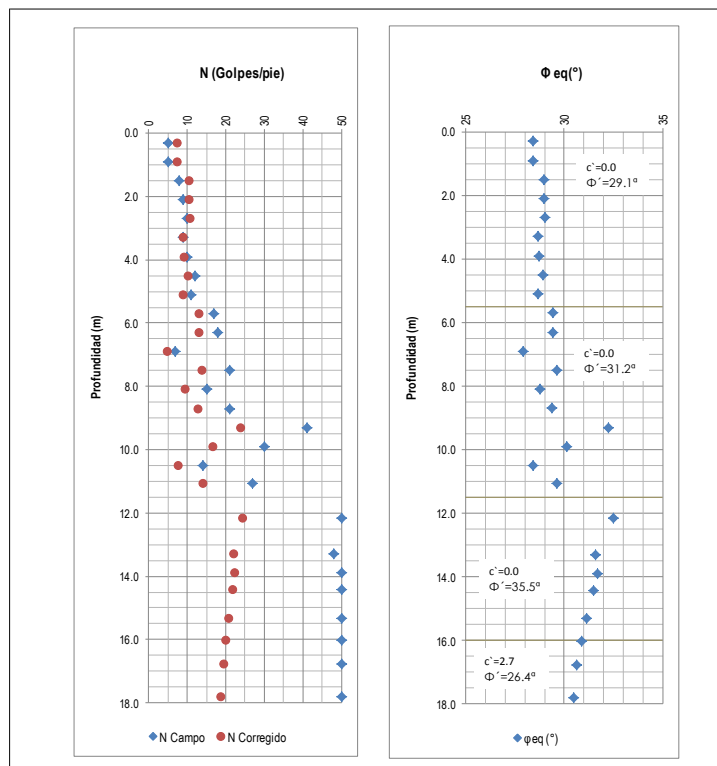 N (Golpes/pie)
0 10 20 30 40 50
0.0
2.0
4.0
6.0
8.0
10.0
12.0
14.0
16.0
18.0
Profundidad (m)
N Campo N Corregido
Φ eq(°)
25 30 35
0.0
2.0
4.0
6.0
8.0
10.0
12.0
14.0
16.0
18.0
Profundidad (m)
c`=0.0
Φ´=29.1ª
c`=0.0
Φ´=31.2ª
c`=0.0
Φ´=35.5ª
c`=2.7
Φ´=26.4ª
φeq (°)